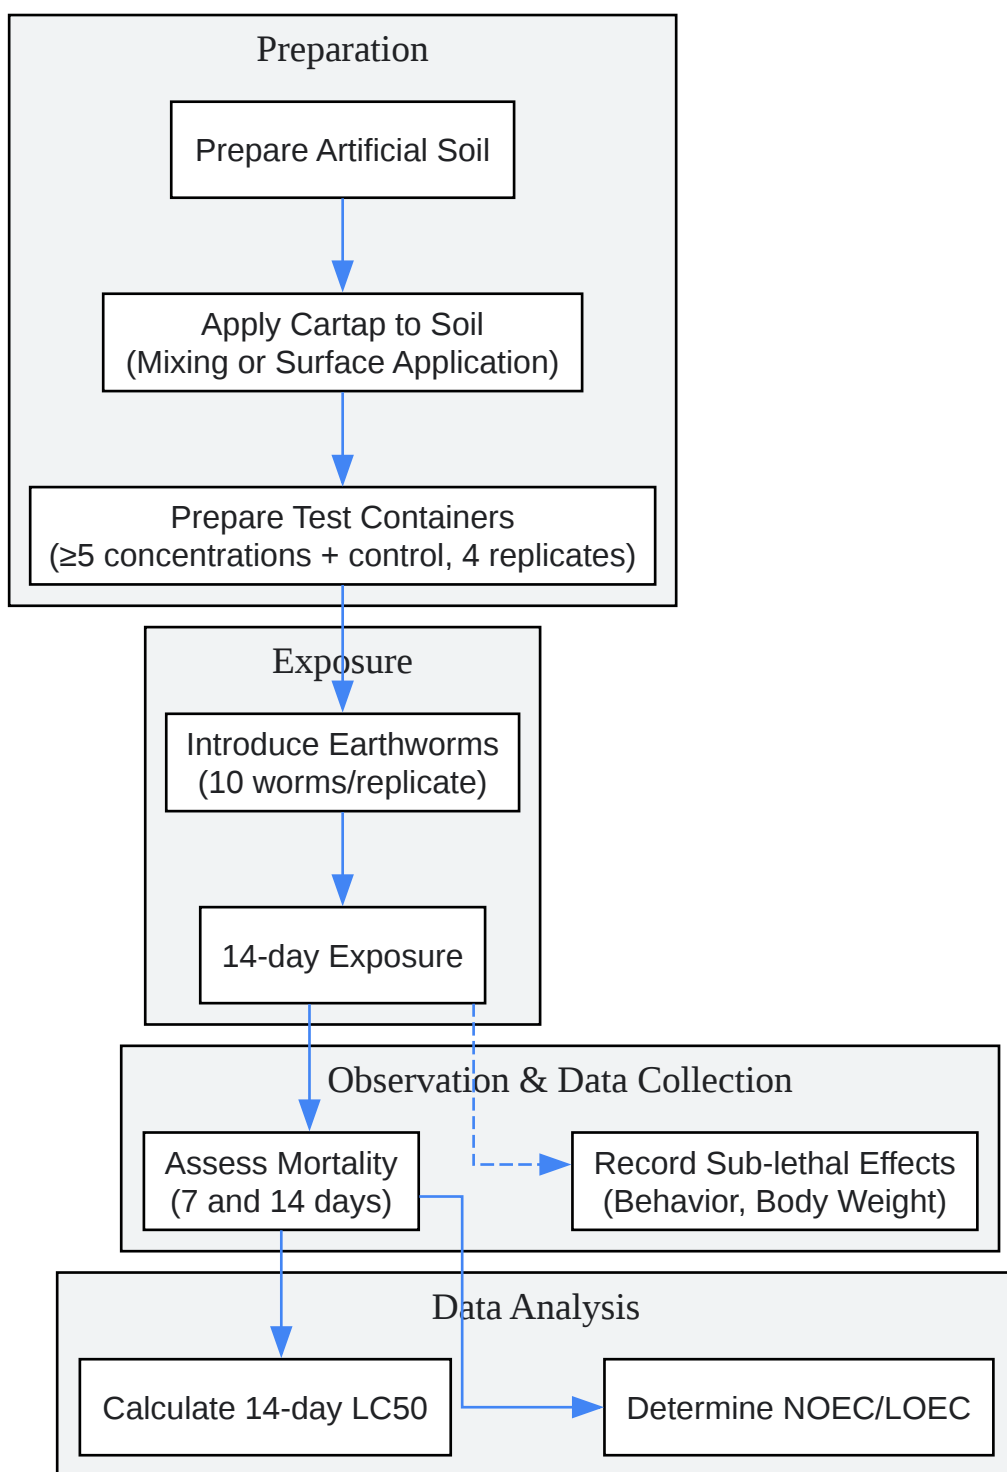 Preparation
Prepare Artificial Soil
Apply Cartap to Soil
(Mixing or Surface Application)
Prepare Test Containers
(≥5 concentrations + control, 4 replicates)
Exposure
Introduce Earthworms
(10 worms/replicate)
14-day Exposure
Observation & Data Collection
Assess Mortality
(7 and 14 days)
Record Sub-lethal Effects
(Behavior, Body Weight)
Data Analysis
Calculate 14-day LC50
Determine NOEC/LOEC